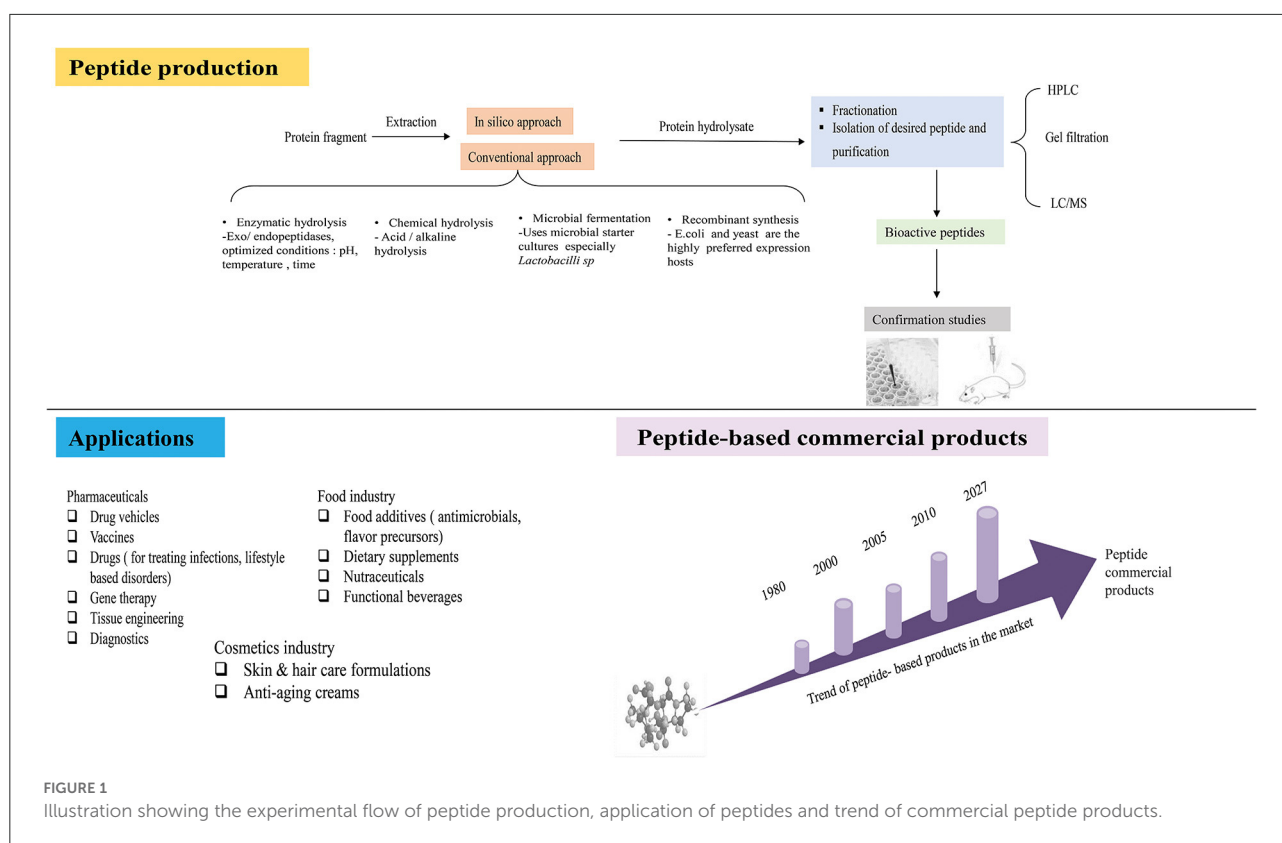 Peptide production
Protein fragment
Extraction
In silico approach
Conventional approach
Protein hydrolysate
▪ Fractionation
▪ Isolation of desired peptide and
purification
HPLC
Gel filtration
LC/MS
• Enzymatic hydrolysis
-Exo/ endopeptidases,
optimized conditions : pH,
temperature , time
• Chemical hydrolysis
- Acid / alkaline
hydrolysis
• Microbial fermentation
-Uses microbial starter
cultures especially
Lactobacilli sp
• Recombinant synthesis
- E.coli and yeast are the
highly preferred expression
hosts
Bioactive peptides
Confirmation studies
Applications
Pharmaceuticals
❑ Drug vehicles
❑ Vaccines
❑ Drugs ( for treating infections, lifestyle
based disorders)
❑ Gene therapy
❑ Tissue engineering
❑ Diagnostics
Food industry
❑ Food additives ( antimicrobials,
flavor precursors)
❑ Dietary supplements
❑ Nutraceuticals
❑ Functional beverages
Cosmetics industry
❑ Skin & hair care formulations
❑ Anti-aging creams
Peptide-based commercial products
1980
2000
2005
2010
2027
Peptide
commercial
products
Trend of peptide- based products in the market
FIGURE 1
Illustration showing the experimental flow of peptide production, application of peptides and trend of commercial peptide products.